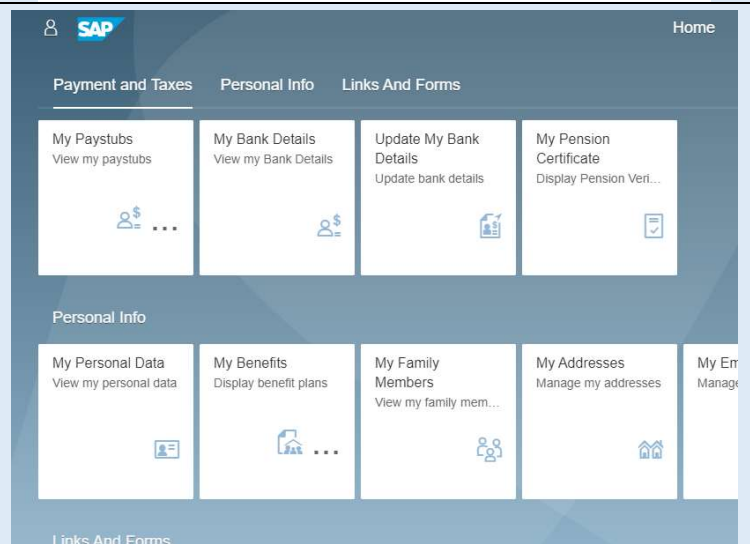 SAP
Home
Payment and Taxes Personal Info Links And Forms
My Paystubs
View my paystubs
...
My Bank Details
View my Bank Details
Update My Bank
Details
Update bank details
My Pension
Certificate
Display Pension Veri...
Personal Info
My Personal Data
View my personal data
My Benefits
Display benefit plans
...
My Family
Members
View my family mem...
My Addresses
Manage my addresses
My Em
Manage
Links And Forms